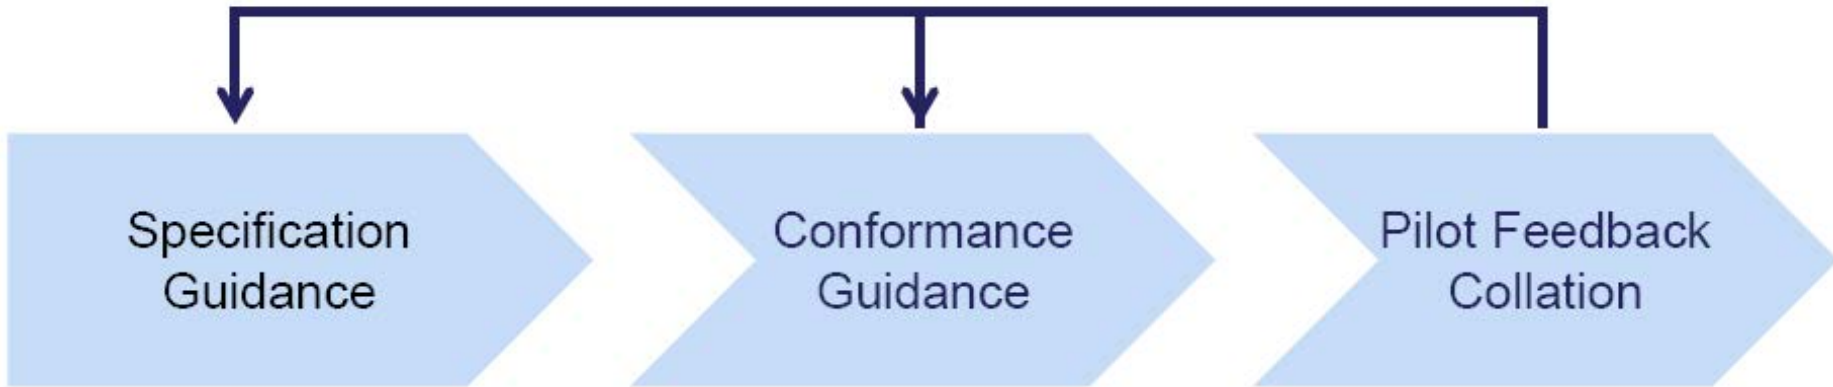 Specification
Guidance
Conformance
Guidance
Pilot Feedback
Collation